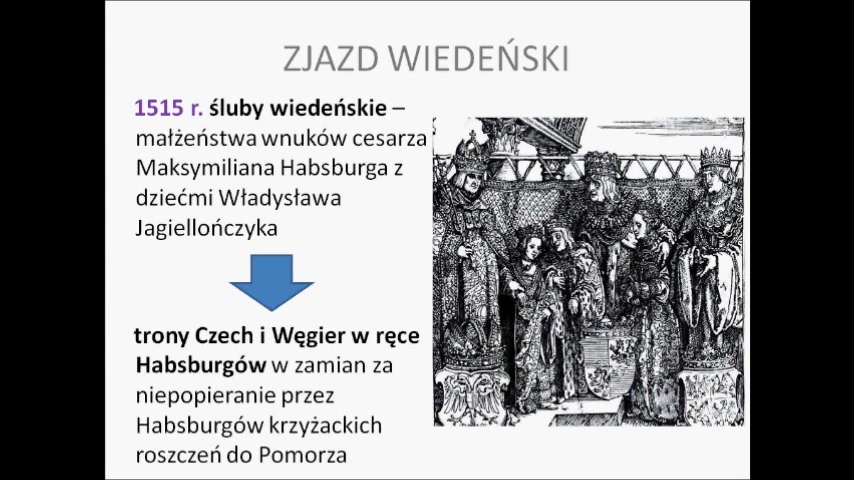 ZJAZD WIEDEŃSKI
1515 r. śluby wiedeńskie –
małżeństwa wnuków cesarza
Maksymiliana Habsburga z
dziećmi Władysława
Jagiellończyka
trony Czech i Węgier w ręce
Habsburgów w zamian za
niepopieranie przez
Habsburgów krzyżackich
roszczeń do Pomorza